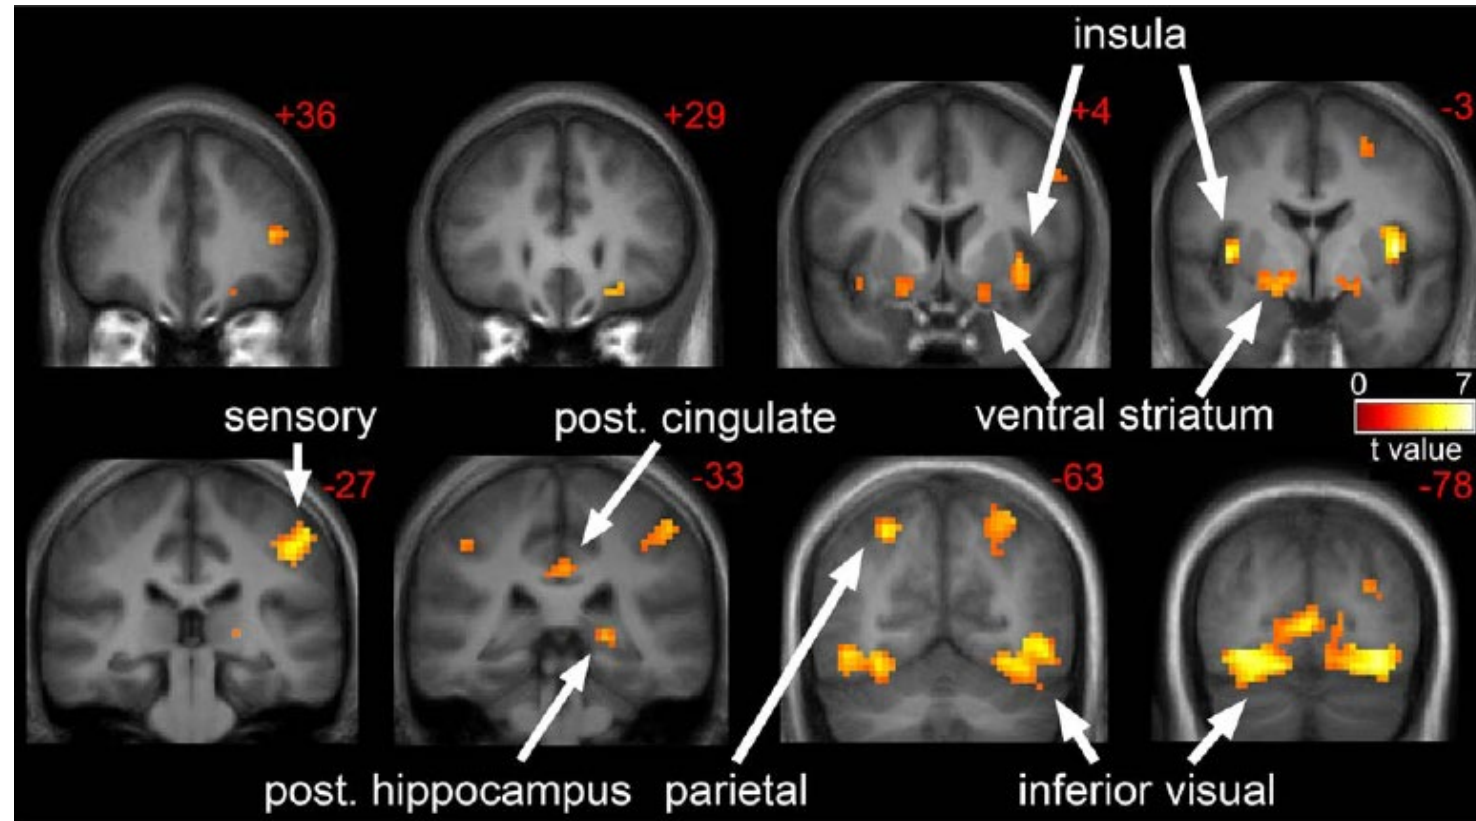 insula
+36
+29
+4
-3
0 7
t value
sensory
post. cingulate
ventral striatum
-27
-33
-63
-78
post. hippocampus
parietal
inferior visual